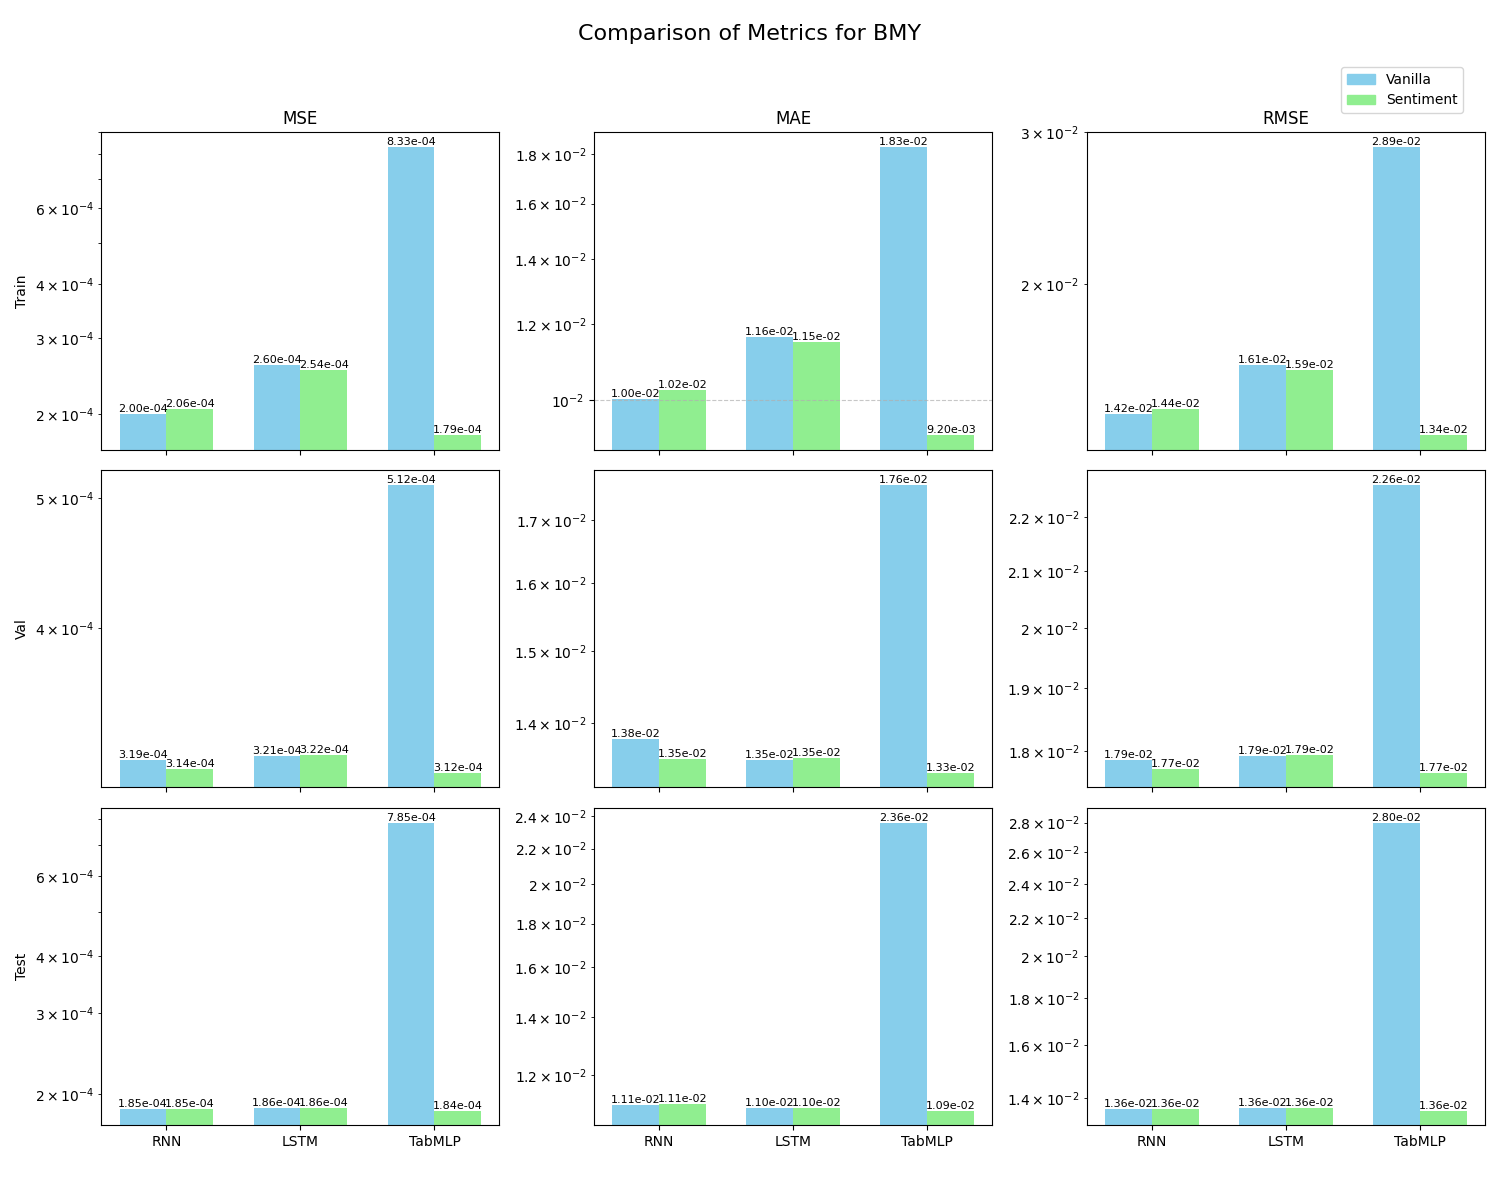 Comparison of Metrics for BMY
Vanilla
Sentiment
MSE
MAE
RMSE
Train
6 × 10⁻⁴
4 × 10⁻⁴
3 × 10⁻⁴
2 × 10⁻⁴
2.00e-04
2.06e-04
2.60e-04
2.54e-04
8.33e-04
1.79e-04
1.8 × 10⁻²
1.6 × 10⁻²
1.4 × 10⁻²
1.2 × 10⁻²
10⁻²
1.00e-02
1.02e-02
1.16e-02
1.15e-02
1.83e-02
9.20e-03
3 × 10⁻²
2 × 10⁻²
1.42e-02
1.44e-02
1.61e-02
1.59e-02
2.89e-02
1.34e-02
Val
5 × 10⁻⁴
4 × 10⁻⁴
3.19e-04
3.14e-04
3.21e-04
3.22e-04
5.12e-04
3.12e-04
1.7 × 10⁻²
1.6 × 10⁻²
1.5 × 10⁻²
1.4 × 10⁻²
1.38e-02
1.35e-02
1.35e-02
1.35e-02
1.76e-02
1.33e-02
2.2 × 10⁻²
2.1 × 10⁻²
2 × 10⁻²
1.9 × 10⁻²
1.8 × 10⁻²
1.79e-02
1.77e-02
1.79e-02
1.79e-02
2.26e-02
1.77e-02
Test
6 × 10⁻⁴
4 × 10⁻⁴
3 × 10⁻⁴
2 × 10⁻⁴
1.85e-04
1.85e-04
1.86e-04
1.86e-04
7.85e-04
1.84e-04
RNN
LSTM
TabMLP
2.4 × 10⁻²
2.2 × 10⁻²
2 × 10⁻²
1.8 × 10⁻²
1.6 × 10⁻²
1.4 × 10⁻²
1.2 × 10⁻²
1.11e-02
1.11e-02
1.10e-02
1.10e-02
2.36e-02
1.09e-02
RNN
LSTM
TabMLP
2.8 × 10⁻²
2.6 × 10⁻²
2.4 × 10⁻²
2.2 × 10⁻²
2 × 10⁻²
1.8 × 10⁻²
1.6 × 10⁻²
1.4 × 10⁻²
1.36e-02
1.36e-02
1.36e-02
1.36e-02
2.80e-02
1.36e-02
RNN
LSTM
TabMLP